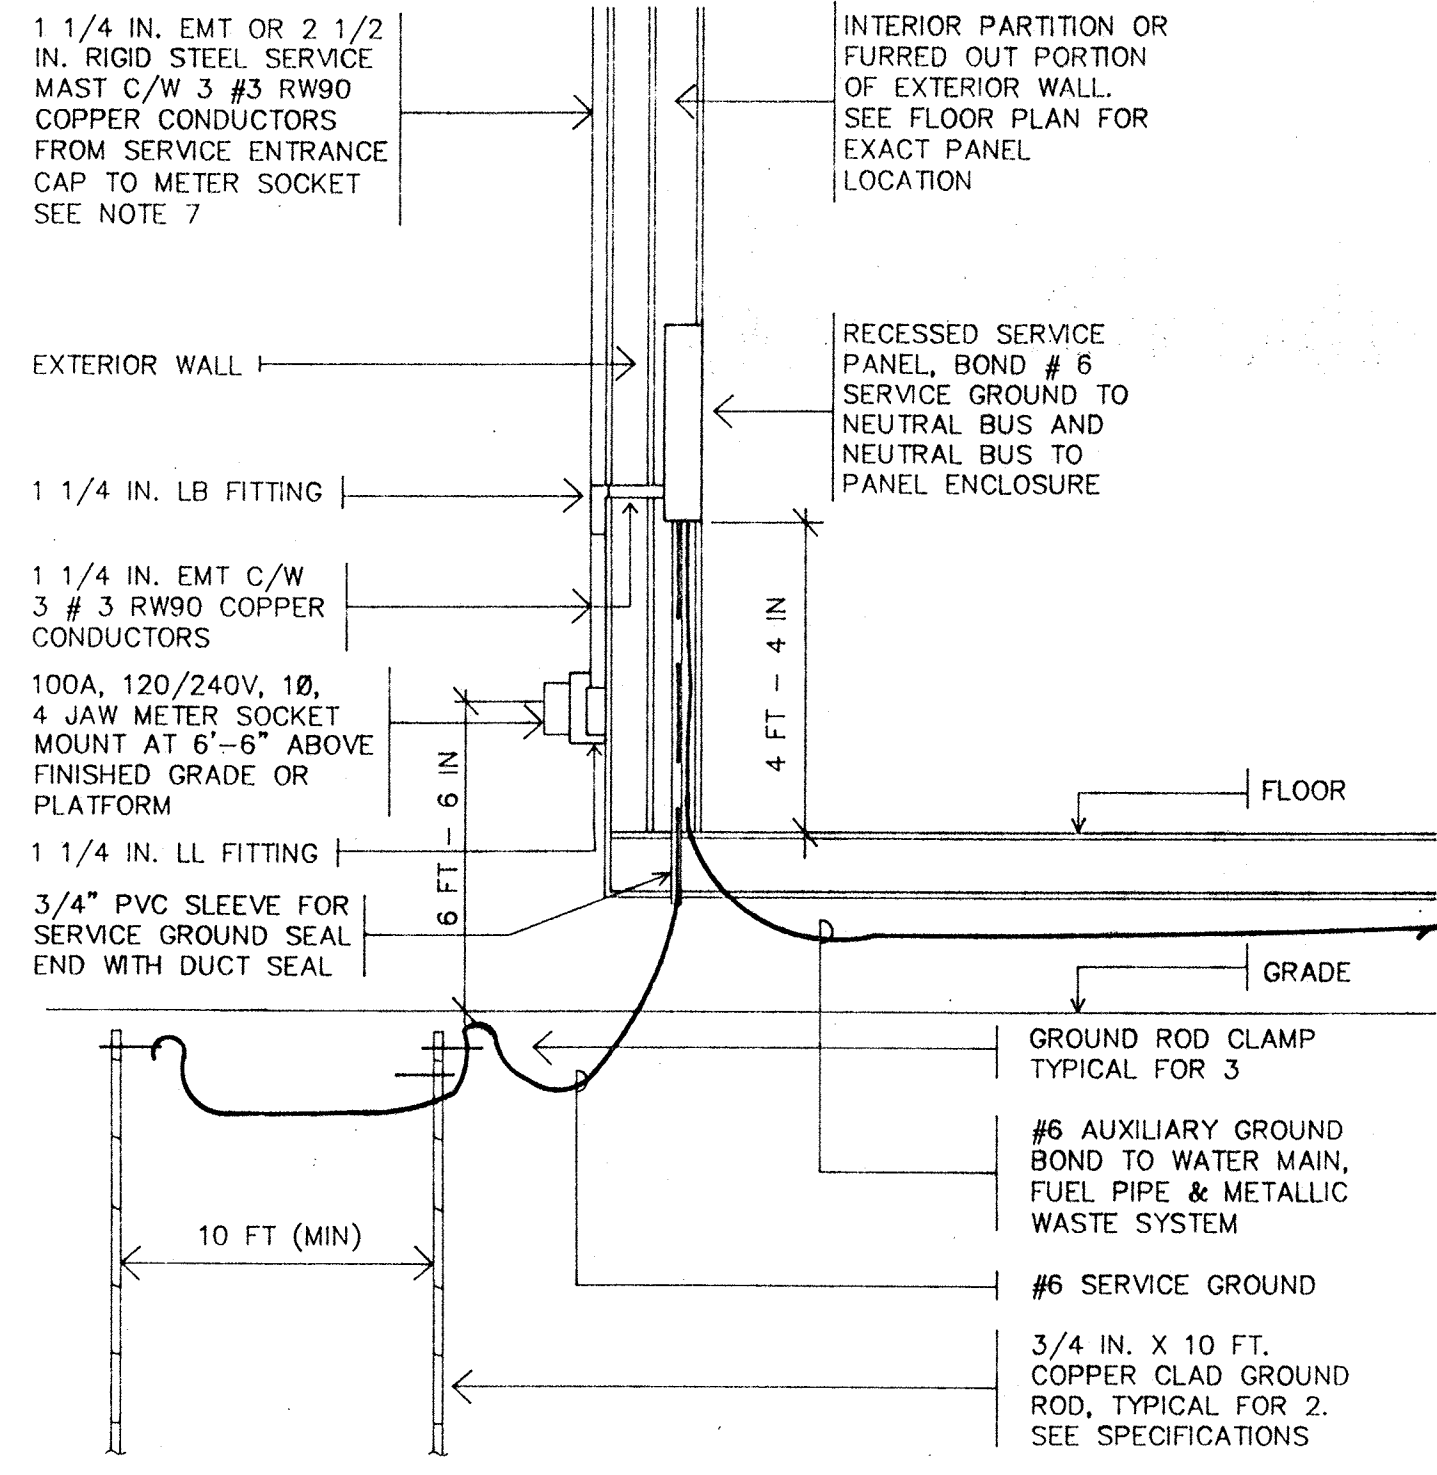 1 1/4 IN. EMT OR 2 1/2
IN. RIGID STEEL SERVICE
MAST C/W 3 #3 RW90
COPPER CONDUCTORS
FROM SERVICE ENTRANCE
CAP TO METER SOCKET
SEE NOTE 7
INTERIOR PARTITION OR
FURRED OUT PORTION
OF EXTERIOR WALL.
SEE FLOOR PLAN FOR
EXACT PANEL
LOCATION
EXTERIOR WALL
RECESSED SERVICE
PANEL, BOND # 6
SERVICE GROUND TO
NEUTRAL BUS AND
NEUTRAL BUS TO
PANEL ENCLOSURE
1 1/4 IN. LB FITTING
1 1/4 IN. EMT C/W
3 # 3 RW90 COPPER
CONDUCTORS
4 FT - 4 IN
100A, 120/240V, 1Ø,
4 JAW METER SOCKET
MOUNT AT 6'-6" ABOVE
FINISHED GRADE OR
PLATFORM
6 FT - 6 IN
FLOOR
1 1/4 IN. LL FITTING
3/4" PVC SLEEVE FOR
SERVICE GROUND SEAL
END WITH DUCT SEAL
GRADE
GROUND ROD CLAMP
TYPICAL FOR 3
#6 AUXILIARY GROUND
BOND TO WATER MAIN,
FUEL PIPE & METALLIC
WASTE SYSTEM
10 FT (MIN)
#6 SERVICE GROUND
3/4 IN. X 10 FT.
COPPER CLAD GROUND
ROD, TYPICAL FOR 2.
SEE SPECIFICATIONS